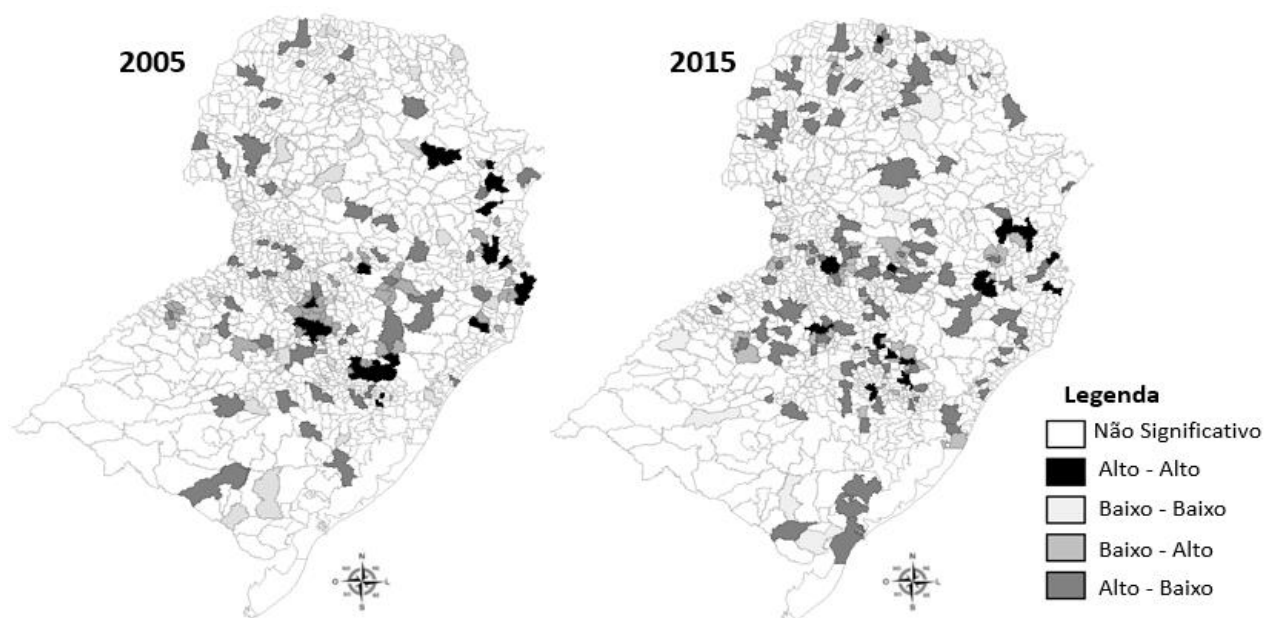 2005
2015
Legenda
Não Significativo
Alto - Alto
Baixo - Baixo
Baixo - Alto
Alto - Baixo
N
O
L
S
N
O
L
S